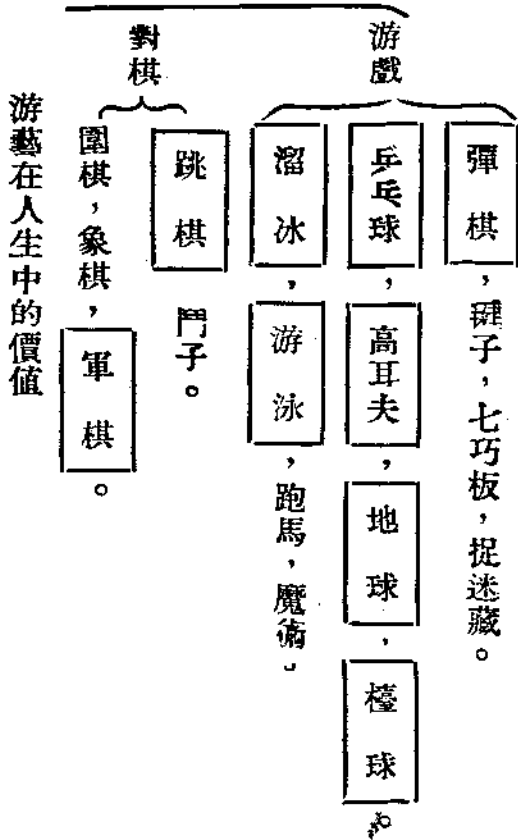 游戲
彈棋，毽子，七巧板，捉迷藏。
乒乓球，高耳夫，地球，檯球。
溜冰，游泳，跑馬，魔術。
對棋
跳棋 鬥子。
圍棋，象棋，軍棋。
游藝在人生中的價值